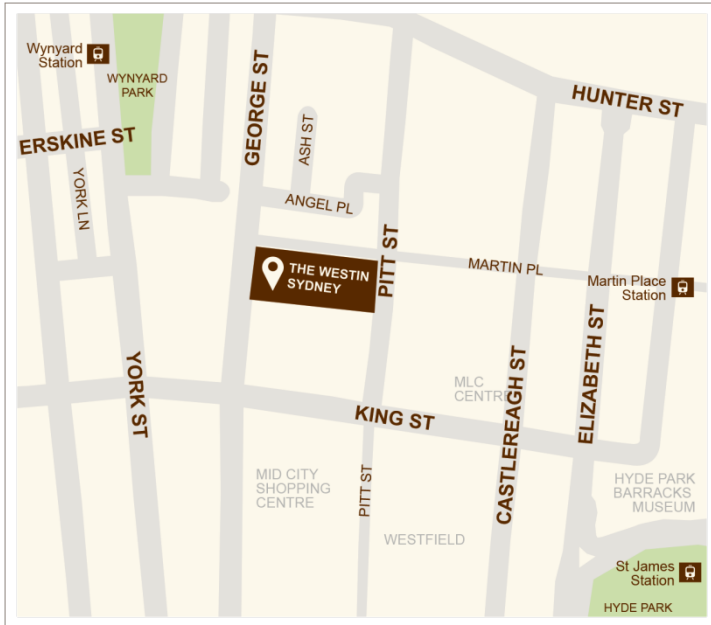 Wynyard
Station
WYNYARD
PARK
GEORGE ST
HUNTER ST
ERSKINE ST
ASH ST
YORK LN
ANGEL PL
PITT ST
MARTIN PL
THE WESTIN
SYDNEY
Martin Place
Station
ELIZABETH ST
YORK ST
MLC
CENTRE
KING ST
CASTLEREAGH ST
MID CITY
SHOPPING
CENTRE
PITT ST
HYDE PARK
BARRACKS
MUSEUM
WESTFIELD
St James
Station
HYDE PARK